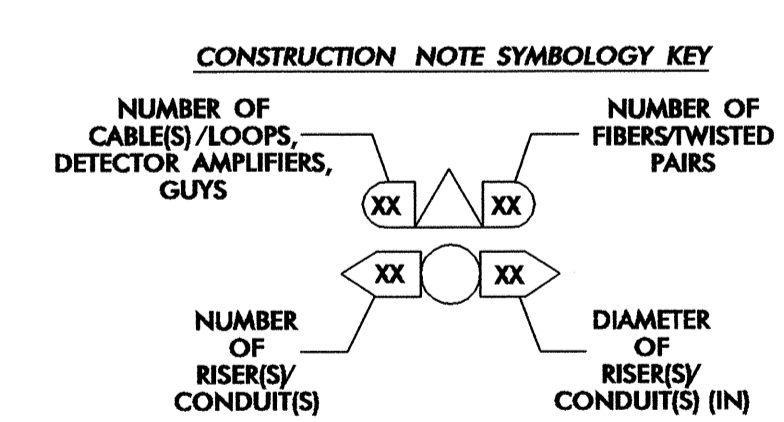 CONSTRUCTION NOTE SYMBOLOGY KEY
NUMBER OF
CABLE(S)/LOOPS,
DETECTOR AMPLIFIERS,
GUYS
NUMBER OF
FIBERS/TWISTED
PAIRS
XX
XX
XX
XX
NUMBER
OF
RISER(S)/
CONDUIT(S)
DIAMETER
OF
RISER(S)/
CONDUIT(S) (IN)